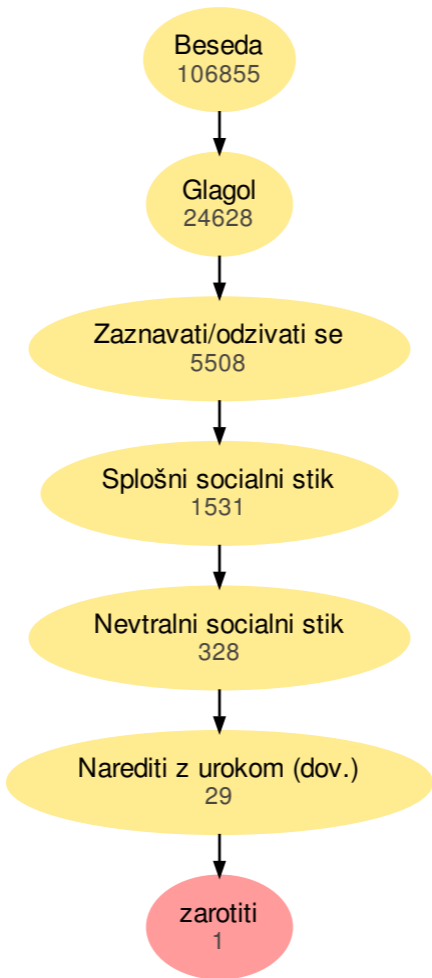 Beseda
106855
Glagol
24628
Zaznavati/odzivati se
5508
Splošni socialni stik
1531
Nevtralni socialni stik
328
Narediti z urokom (dov.)
29
zarotiti
1